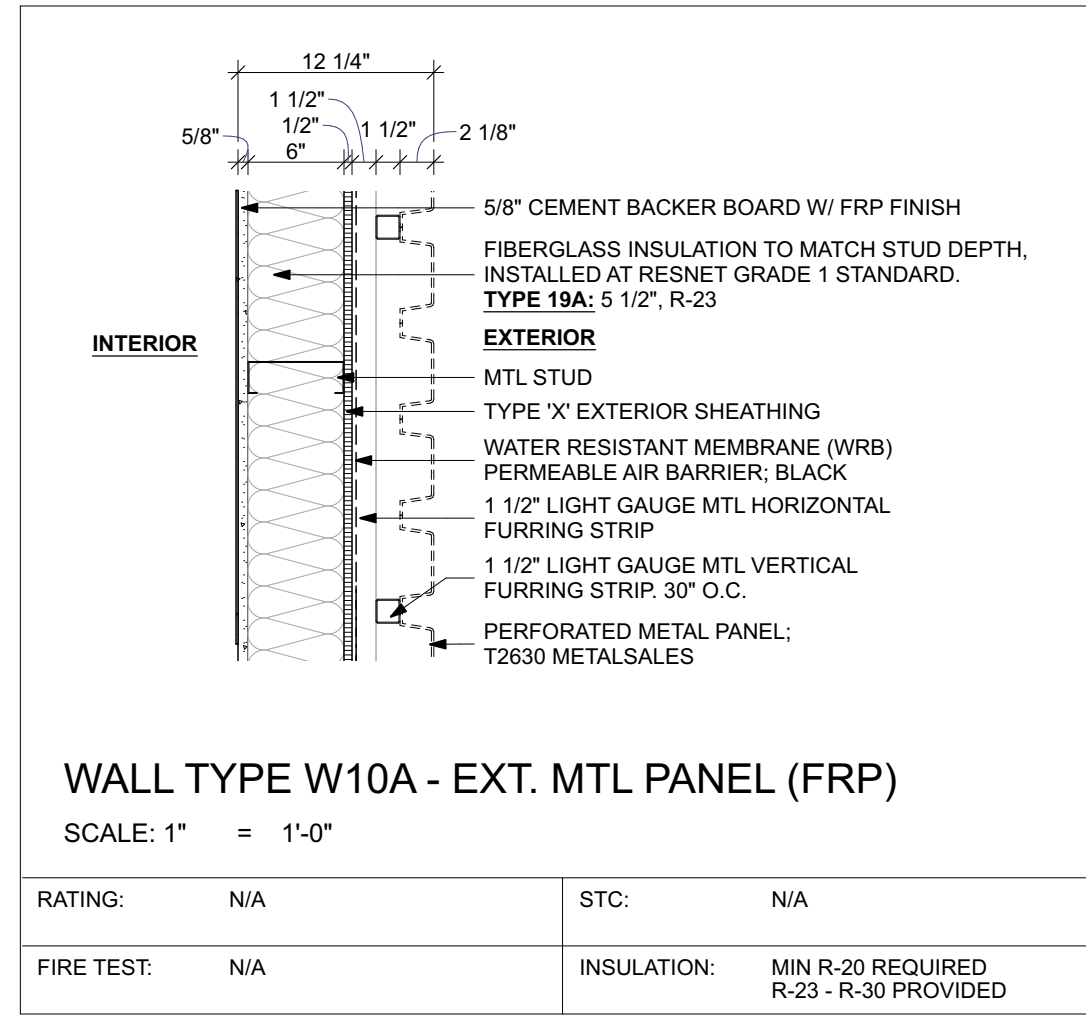 12 1/4"
1 1/2"
1/2"
1 1/2"
2 1/8"
5/8"
6"
5/8" CEMENT BACKER BOARD W/ FRP FINISH
FIBERGLASS INSULATION TO MATCH STUD DEPTH,
INSTALLED AT RESNET GRADE 1 STANDARD.
TYPE 19A: 5 1/2", R-23
INTERIOR
EXTERIOR
MTL STUD
TYPE 'X' EXTERIOR SHEATHING
WATER RESISTANT MEMBRANE (WRB)
PERMEABLE AIR BARRIER; BLACK
1 1/2" LIGHT GAUGE MTL HORIZONTAL
FURRING STRIP
1 1/2" LIGHT GAUGE MTL VERTICAL
FURRING STRIP. 30" O.C.
PERFORATED METAL PANEL;
T2630 METALSALES
WALL TYPE W10A - EXT. MTL PANEL (FRP)
SCALE: 1" = 1'-0"
RATING: N/A
STC: N/A
FIRE TEST: N/A
INSULATION: MIN R-20 REQUIRED
R-23 - R-30 PROVIDED